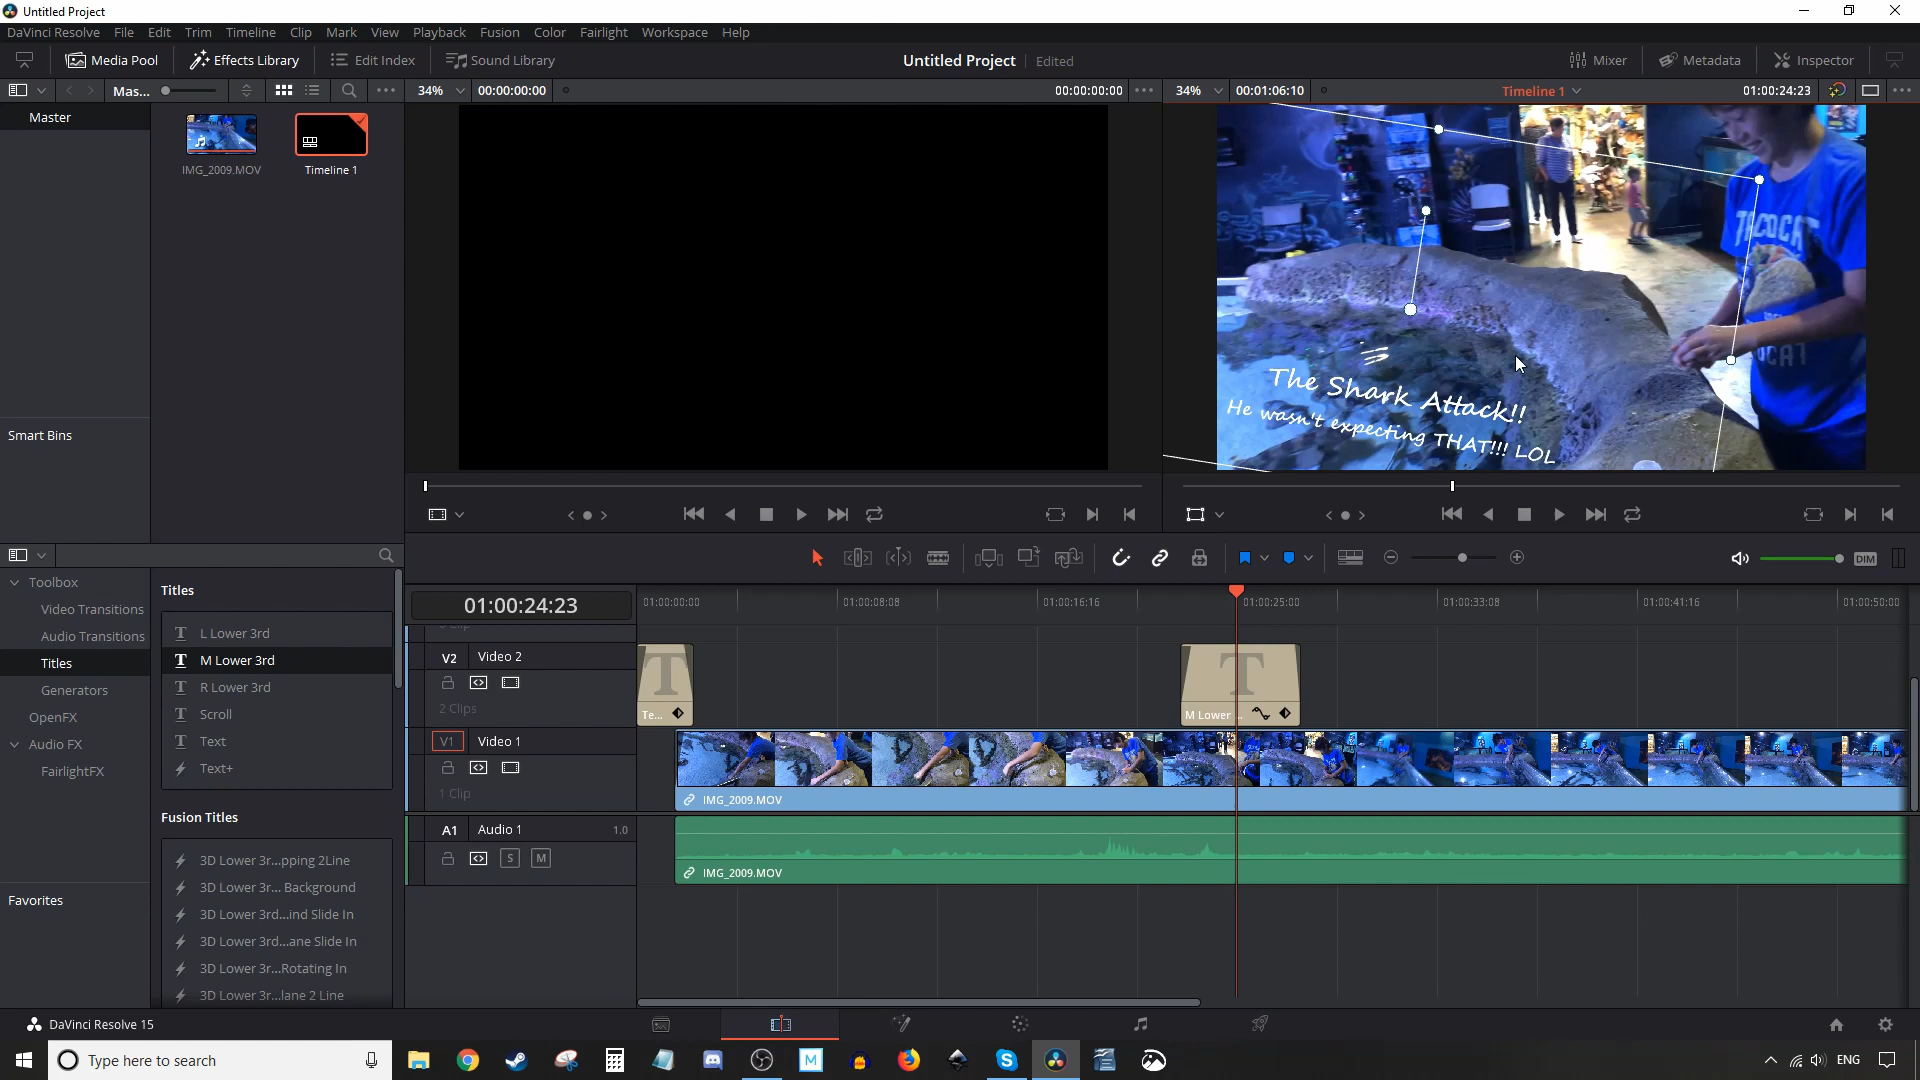 Untitled Project
DaVinci Resolve File Edit Trim Timeline Clip Mark View Playback Fusion Color Fairlight Workspace Help
Media Pool Effects Library Edit Index Sound Library Untitled Project Edited Mixer Metadata Inspector
Mas... 34% 00:00:00:00 00:00:00:00 34% 00:01:06:10 Timeline 1 01:00:24:23
Master
IMG_2009.MOV Timeline 1
TACOCAT
The Shark Attack!!
He wasn't expecting THAT!!! LOL
Smart Bins
DIM
Toolbox
Video Transitions
Audio Transitions
Titles
Generators
OpenFX
Audio FX
FairlightFX
Favorites
Titles
L Lower 3rd
M Lower 3rd
R Lower 3rd
Scroll
Text
Text+
Fusion Titles
3D Lower 3r...pping 2Line
3D Lower 3r... Background
3D Lower 3rd...ind Slide In
3D Lower 3rd...ane Slide In
3D Lower 3r...Rotating In
3D Lower 3r...lane 2 Line
01:00:24:23 01:00:00:00 01:00:08:08 01:00:16:16 01:00:25:00 01:00:33:08 01:00:41:16 01:00:50:00
V2 Video 2
2 Clips
Te... M Lower ...
V1 Video 1
1 Clip
IMG_2009.MOV
A1 Audio 1 1.0
S M
IMG_2009.MOV
DaVinci Resolve 15
Type here to search
M
ENG